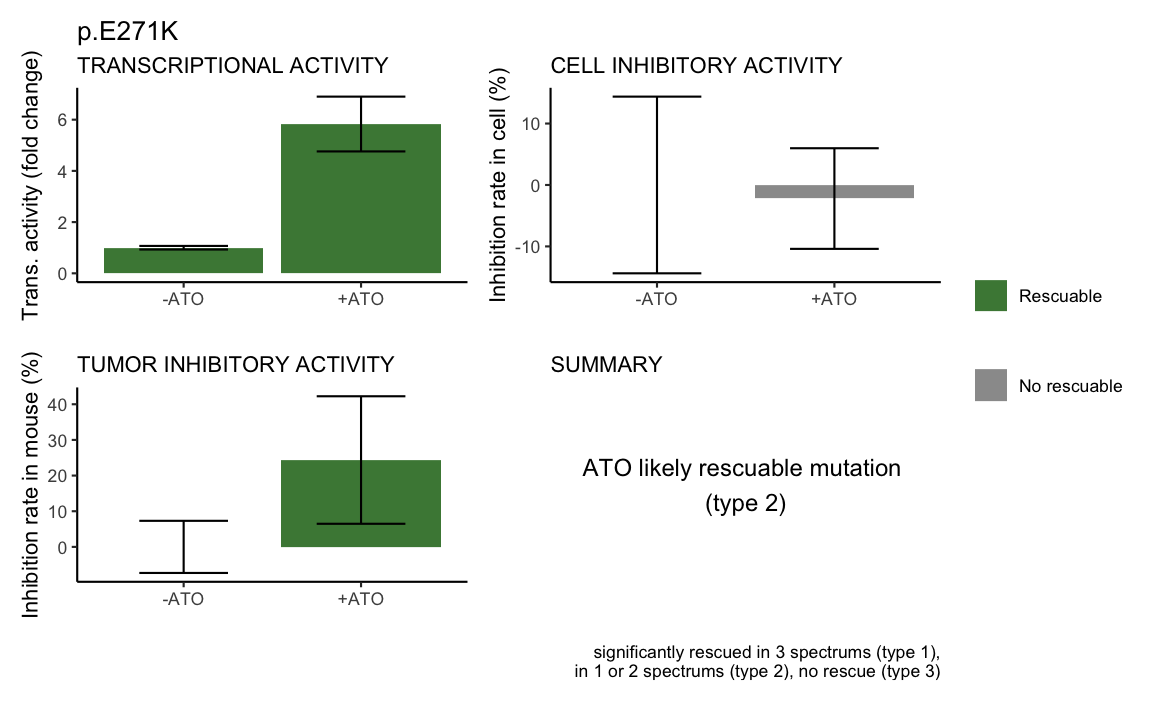 p.E271K
TRANSCRIPTIONAL ACTIVITY
Trans. activity (fold change)
6
4
2
0
-ATO
+ATO
CELL INHIBITORY ACTIVITY
Inhibition rate in cell (%)
10
0
-10
-ATO
+ATO
Rescuable
No rescuable
TUMOR INHIBITORY ACTIVITY
Inhibition rate in mouse (%)
40
30
20
10
0
-ATO
+ATO
SUMMARY
ATO likely rescuable mutation
(type 2)
significantly rescued in 3 spectrums (type 1),
in 1 or 2 spectrums (type 2), no rescue (type 3)